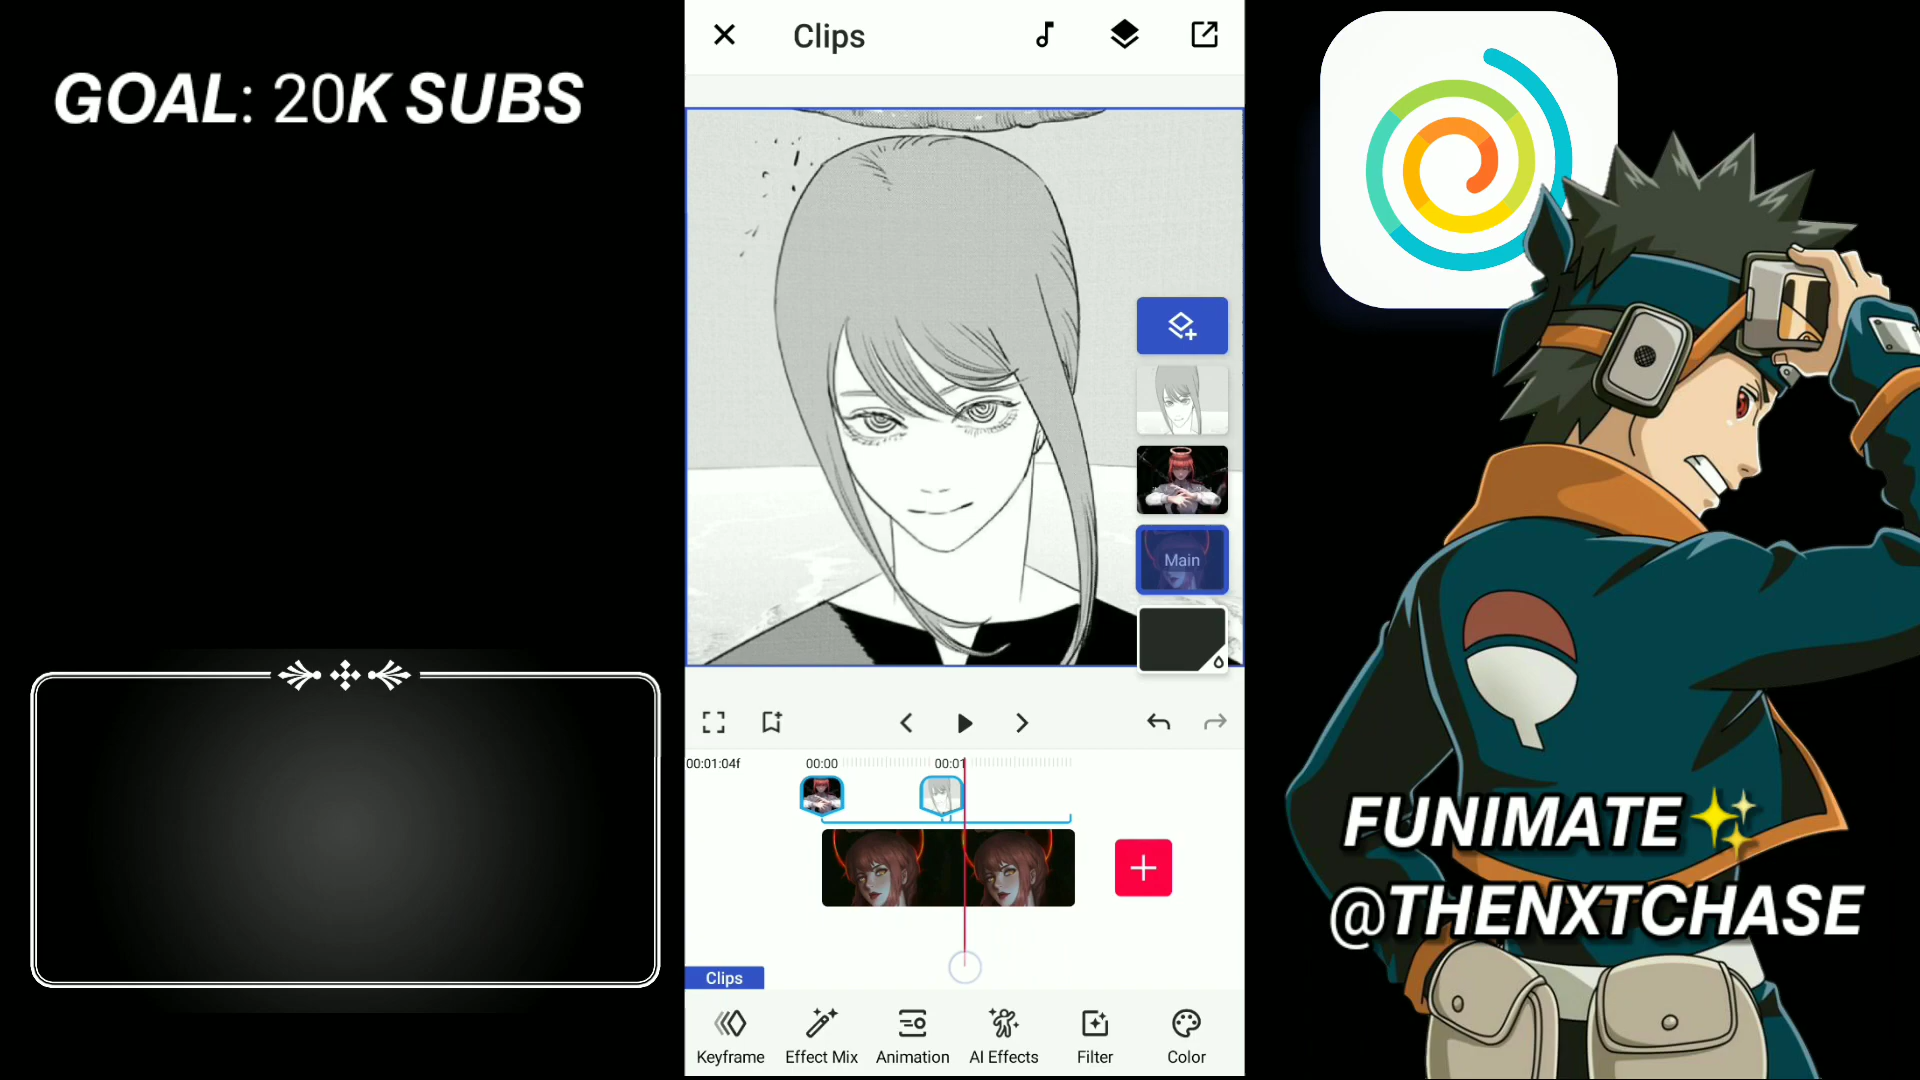 GOAL: 20K SUBS
Clips
Main
00:01:04f
00:00
00:01
Clips
Keyframe
Effect Mix
Animation
AI Effects
Filter
Color
FUNIMATE✨
@THENXTCHASE